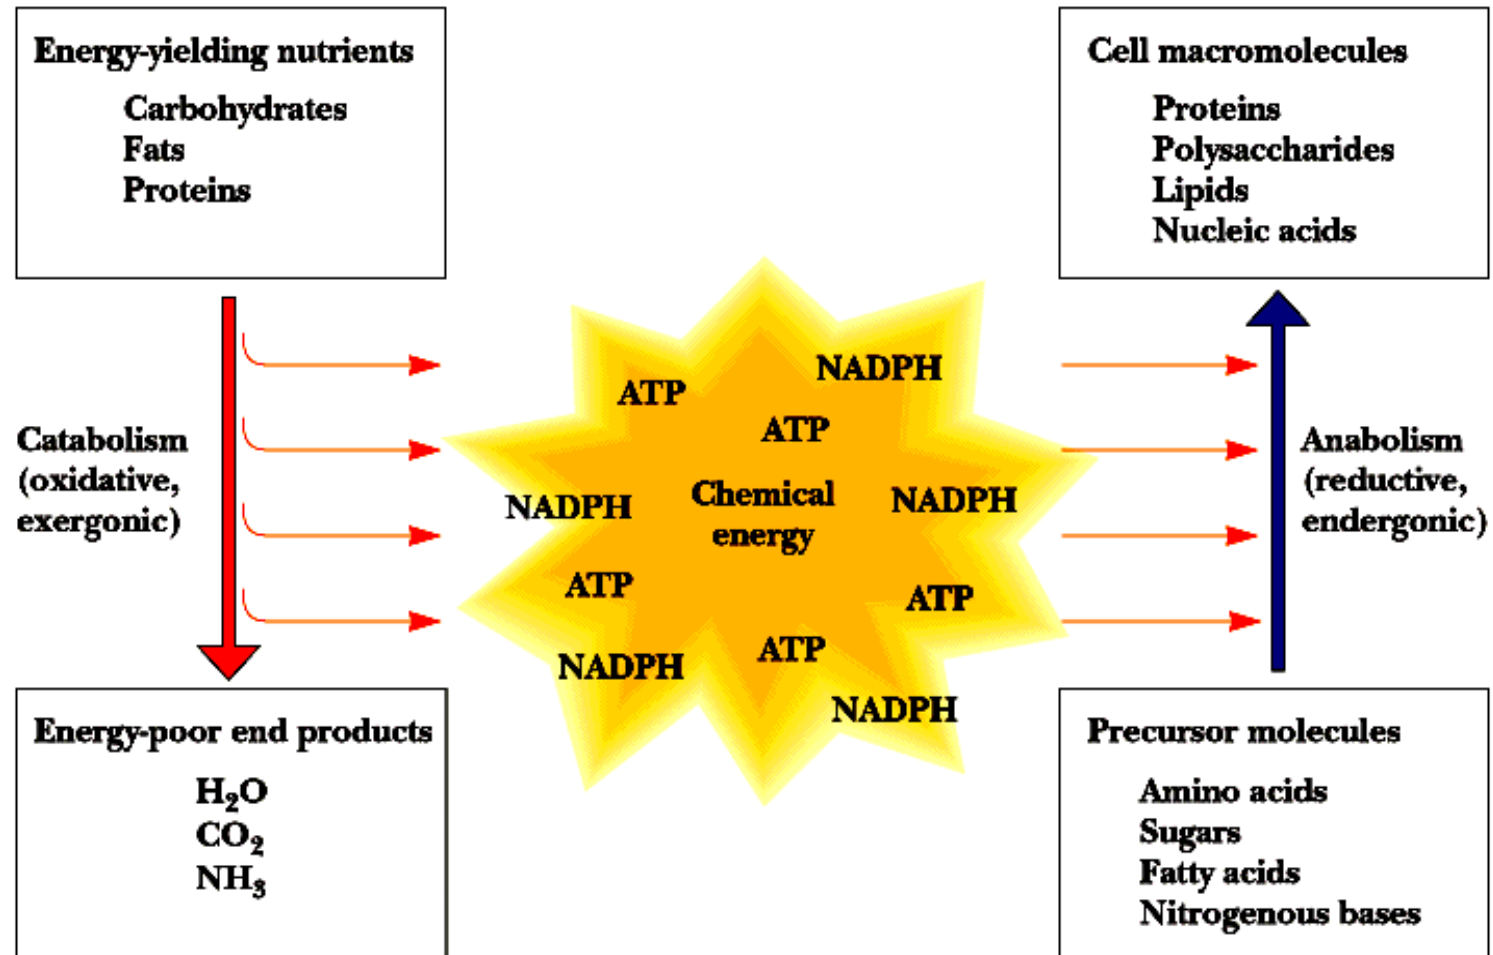 Energy-yielding nutrients
Carbohydrates
Fats
Proteins
Cell macromolecules
Proteins
Polysaccharides
Lipids
Nucleic acids
Catabolism
(oxidative,
exergonic)
ATP
NADPH
ATP
NADPH
Chemical
energy
NADPH
ATP
ATP
NADPH
ATP
NADPH
Anabolism
(reductive,
endergonic)
Energy-poor end products
H₂O
CO₂
NH₃
Precursor molecules
Amino acids
Sugars
Fatty acids
Nitrogenous bases